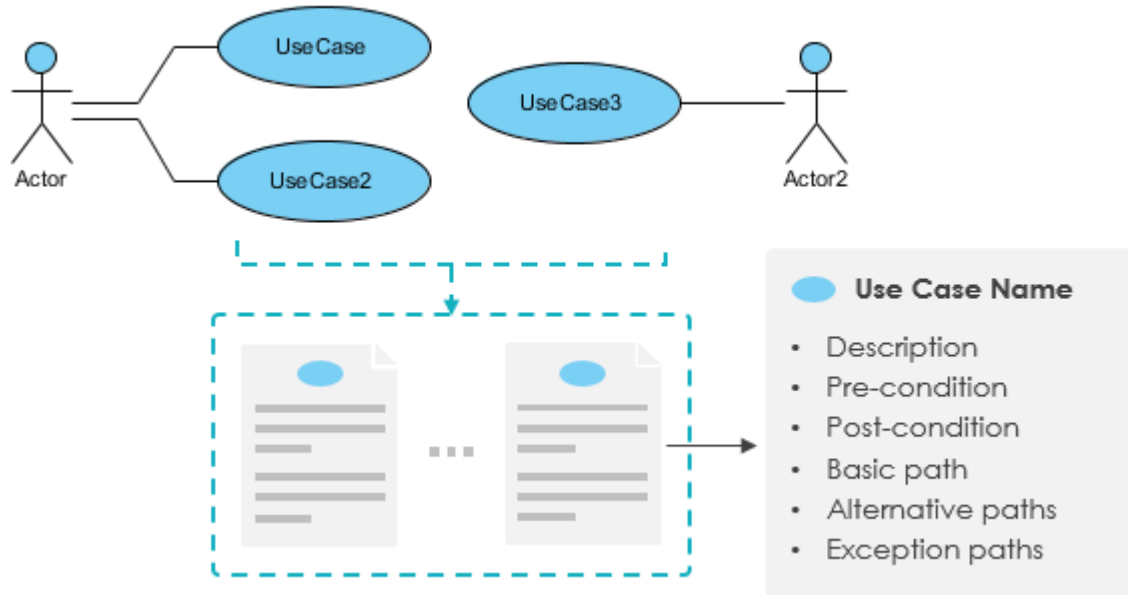 UseCase
UseCase3
UseCase2
Actor
Actor2
Use Case Name
• Description
• Pre-condition
• Post-condition
• Basic path
• Alternative paths
• Exception paths